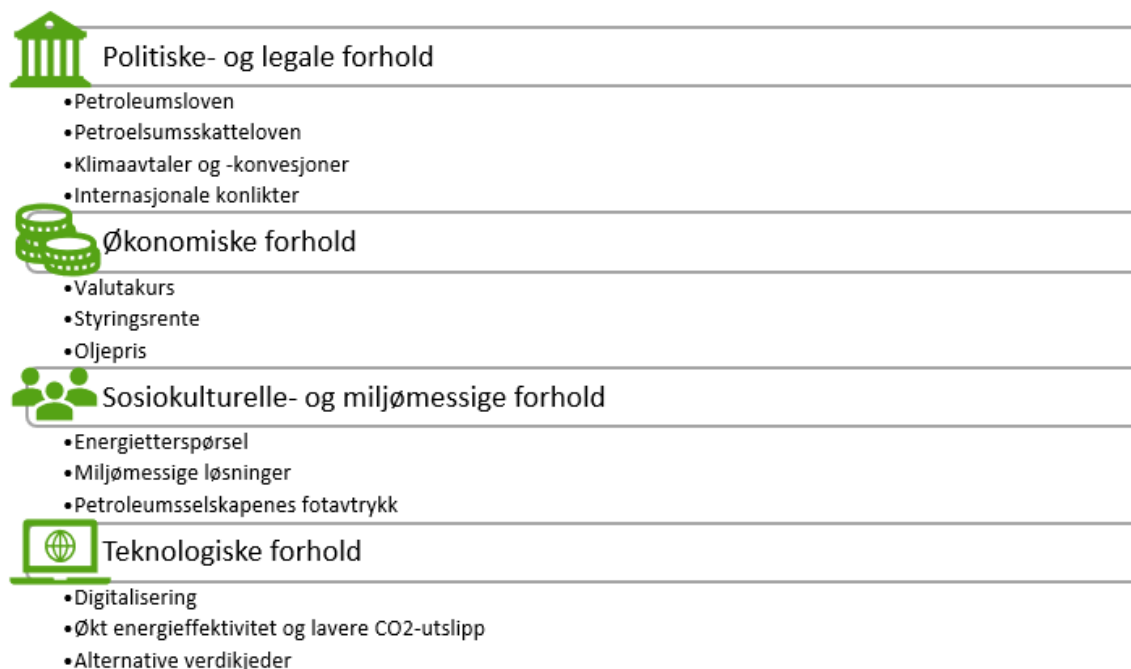 Politiske- og legale forhold
•Petroleumsloven
•Petroelsumsskatteloven
•Klimaavtaler og -konvesjoner
•Internasjonale konlikter
Økonomiske forhold
•Valutakurs
•Styringsrente
•Oljepris
Sosiokulturelle- og miljømessige forhold
•Energietterspørsel
•Miljømessige løsninger
•Petroleumsselskapenes fotavtrykk
Teknologiske forhold
•Digitalisering
•Økt energieffektivitet og lavere CO2-utslipp
•Alternative verdikjeder